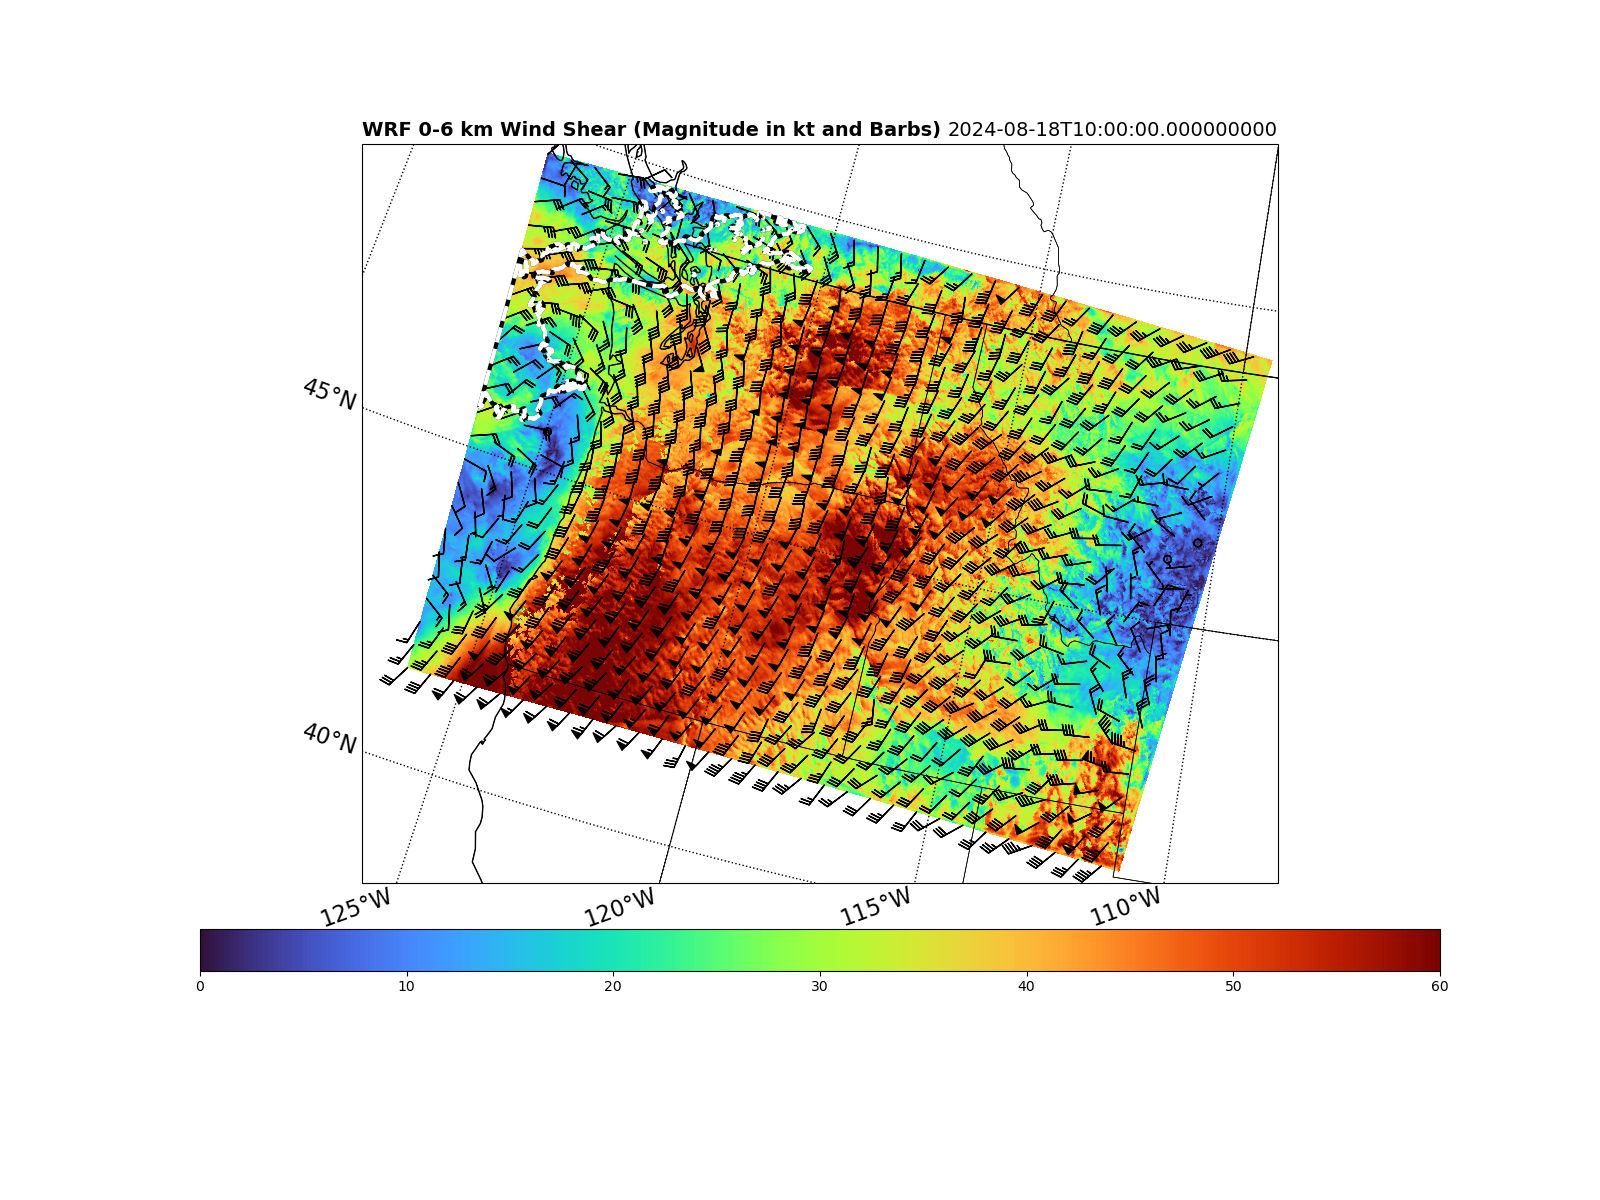 WRF 0-6 km Wind Shear (Magnitude in kt and Barbs) 2024-08-18T10:00:00.000000000
45°N
40°N
125°W 120°W 115°W 110°W
0 10 20 30 40 50 60